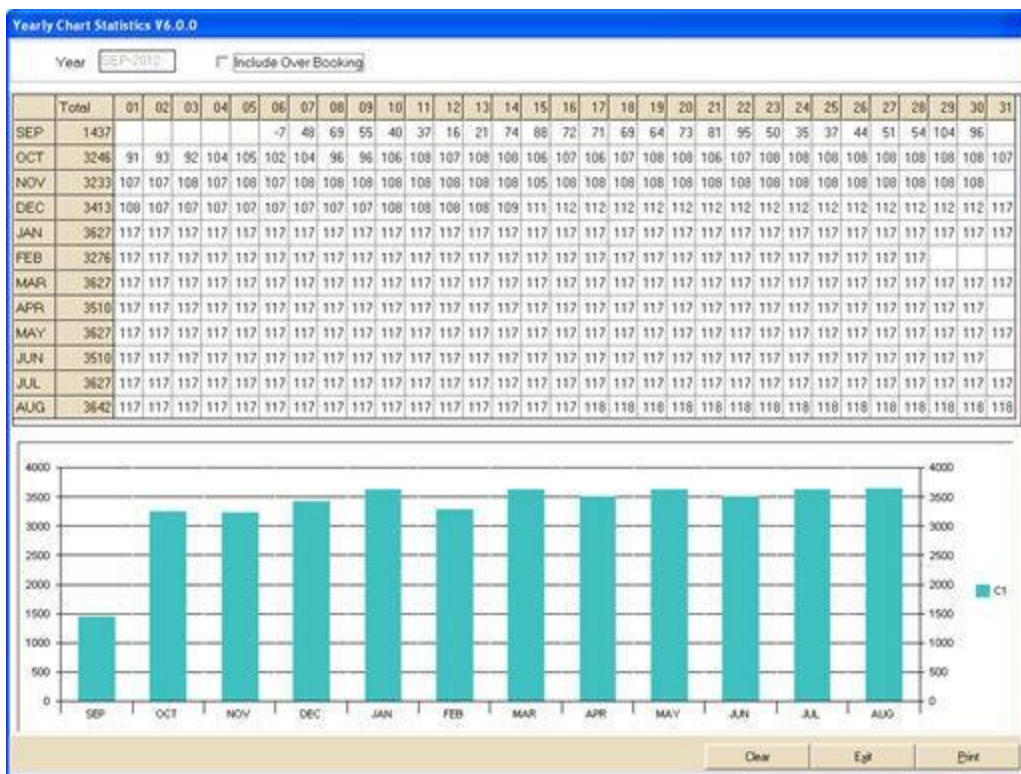 Yearly Chart Statistics V6.0.0
Year SEP-2012 Include Over Booking
Total 01 02 03 04 05 06 07 08 09 10 11 12 13 14 15 16 17 18 19 20 21 22 23 24 25 26 27 28 29 30 31
SEP 1437 -7 48 69 55 40 37 16 21 74 88 72 71 69 64 73 81 95 50 35 37 44 51 54 104 96
OCT 3246 91 93 92 104 105 102 104 96 96 106 108 107 108 108 106 107 106 107 108 108 106 107 108 108 108 108 108 108 108 108 107
NOV 3233 107 107 108 107 108 107 108 108 108 108 108 108 108 108 105 108 108 108 108 108 108 108 108 108 108 108 108 108 108 108
DEC 3413 108 107 107 107 107 107 107 107 107 108 108 108 108 109 111 112 112 112 112 112 112 112 112 112 112 112 112 112 112 112 117
JAN 3627 117 117 117 117 117 117 117 117 117 117 117 117 117 117 117 117 117 117 117 117 117 117 117 117 117 117 117 117 117 117 117
FEB 3276 117 117 117 117 117 117 117 117 117 117 117 117 117 117 117 117 117 117 117 117 117 117 117 117 117 117 117 117
MAR 3627 117 117 117 117 117 117 117 117 117 117 117 117 117 117 117 117 117 117 117 117 117 117 117 117 117 117 117 117 117 117 117
APR 3510 117 117 117 117 117 117 117 117 117 117 117 117 117 117 117 117 117 117 117 117 117 117 117 117 117 117 117 117 117 117
MAY 3627 117 117 117 117 117 117 117 117 117 117 117 117 117 117 117 117 117 117 117 117 117 117 117 117 117 117 117 117 117 117 117
JUN 3510 117 117 117 117 117 117 117 117 117 117 117 117 117 117 117 117 117 117 117 117 117 117 117 117 117 117 117 117 117 117
JUL 3627 117 117 117 117 117 117 117 117 117 117 117 117 117 117 117 117 117 117 117 117 117 117 117 117 117 117 117 117 117 117 117
AUG 3642 117 117 117 117 117 117 117 117 117 117 117 117 117 117 117 117 118 118 118 118 118 118 118 118 118 118 118 118 118 118 118
4000 4000
3500 3500
3000 3000
2500 2500
2000 2000 C1
1500 1500
1000 1000
500 500
0 0
SEP OCT NOV DEC JAN FEB MAR APR MAY JUN JUL AUG
Clear Exit Print